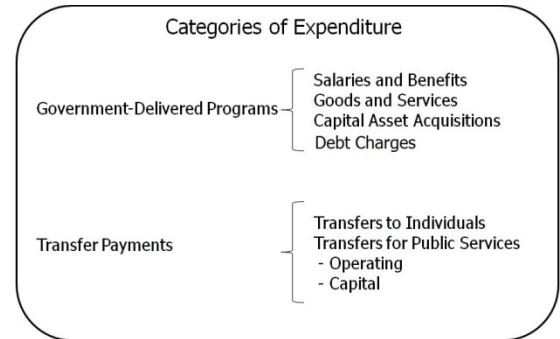 Categories of Expenditure
Government-Delivered Programs
Salaries and Benefits
Goods and Services
Capital Asset Acquisitions
Debt Charges
Transfer Payments
Transfers to Individuals
Transfers for Public Services
- Operating
- Capital